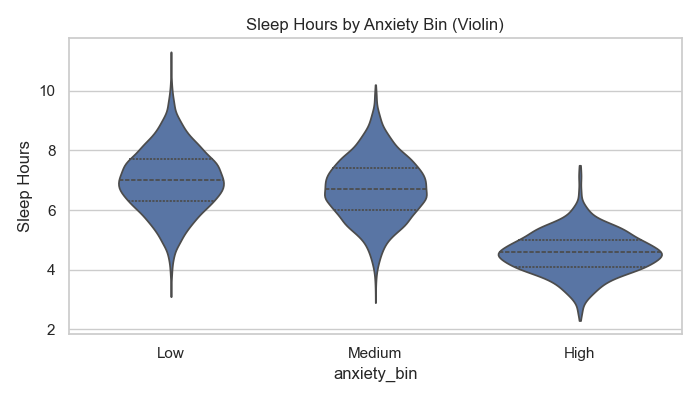 Sleep Hours by Anxiety Bin (Violin)
Sleep Hours
10
8
6
4
2
Low Medium High
anxiety_bin